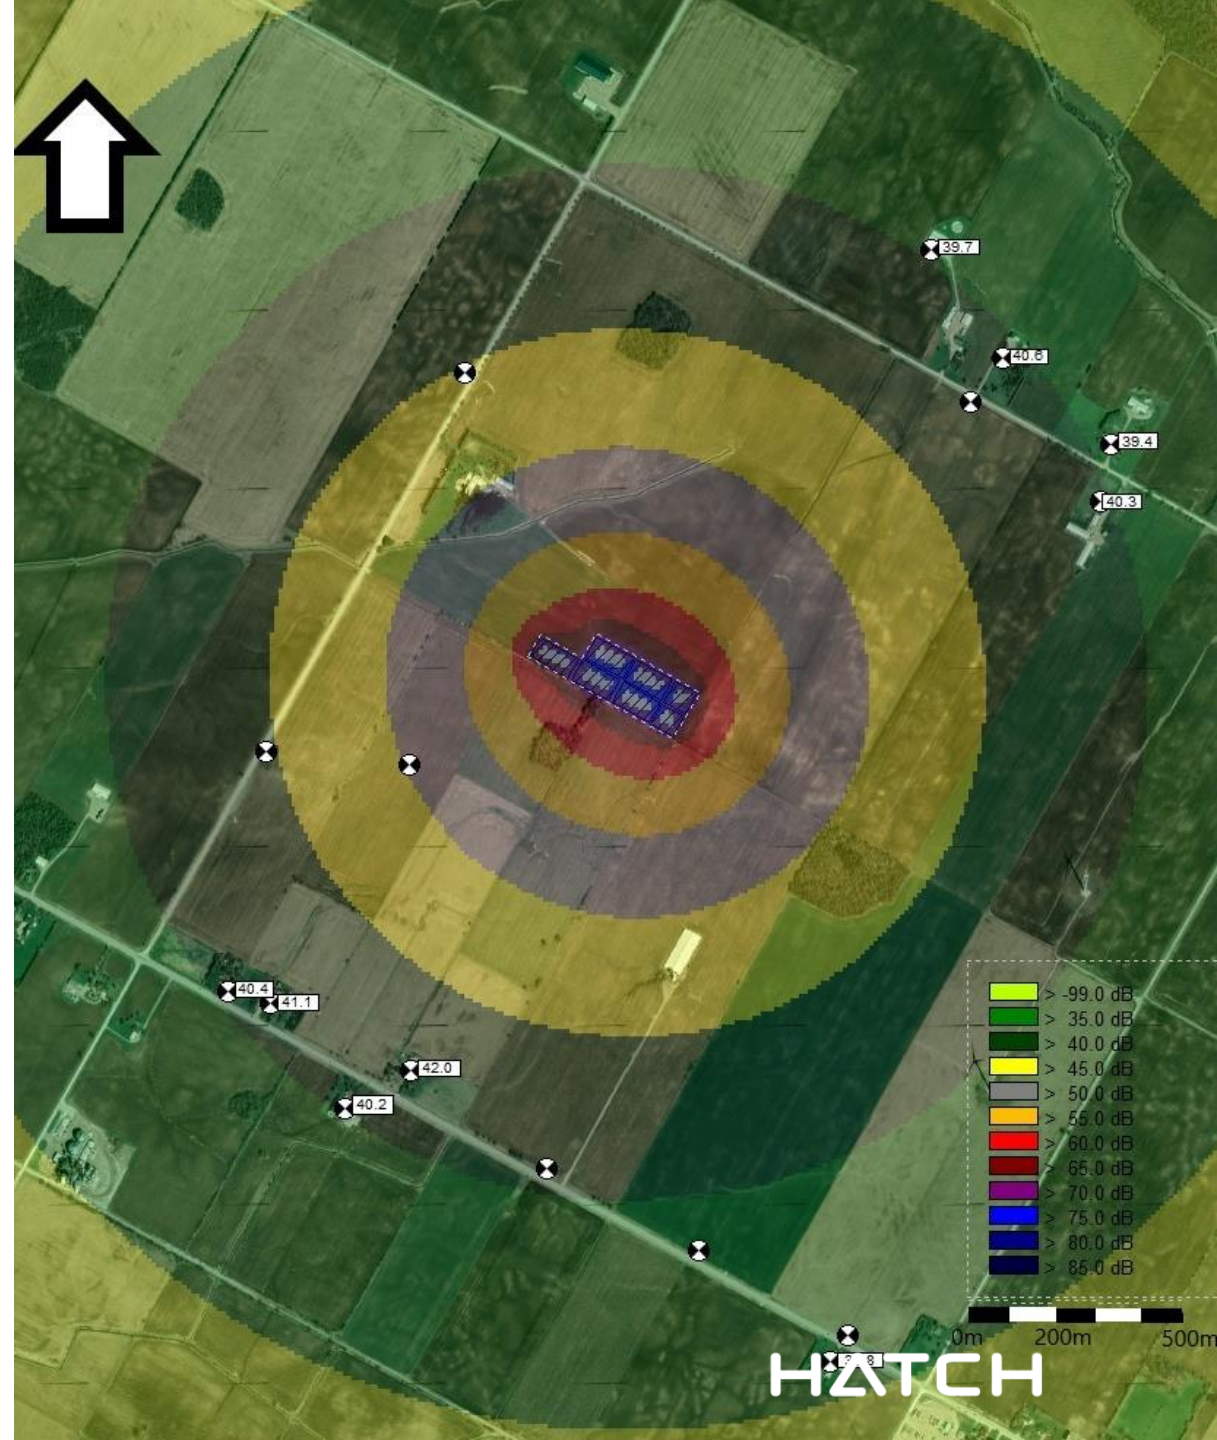 39.7
40.6
39.4
40.3
40.4
41.1
42.0
40.2
> -99.0 dB
> 35.0 dB
> 40.0 dB
> 45.0 dB
> 50.0 dB
> 55.0 dB
> 60.0 dB
> 65.0 dB
> 70.0 dB
> 75.0 dB
> 80.0 dB
> 85.0 dB
0m 200m 500m
HATCH